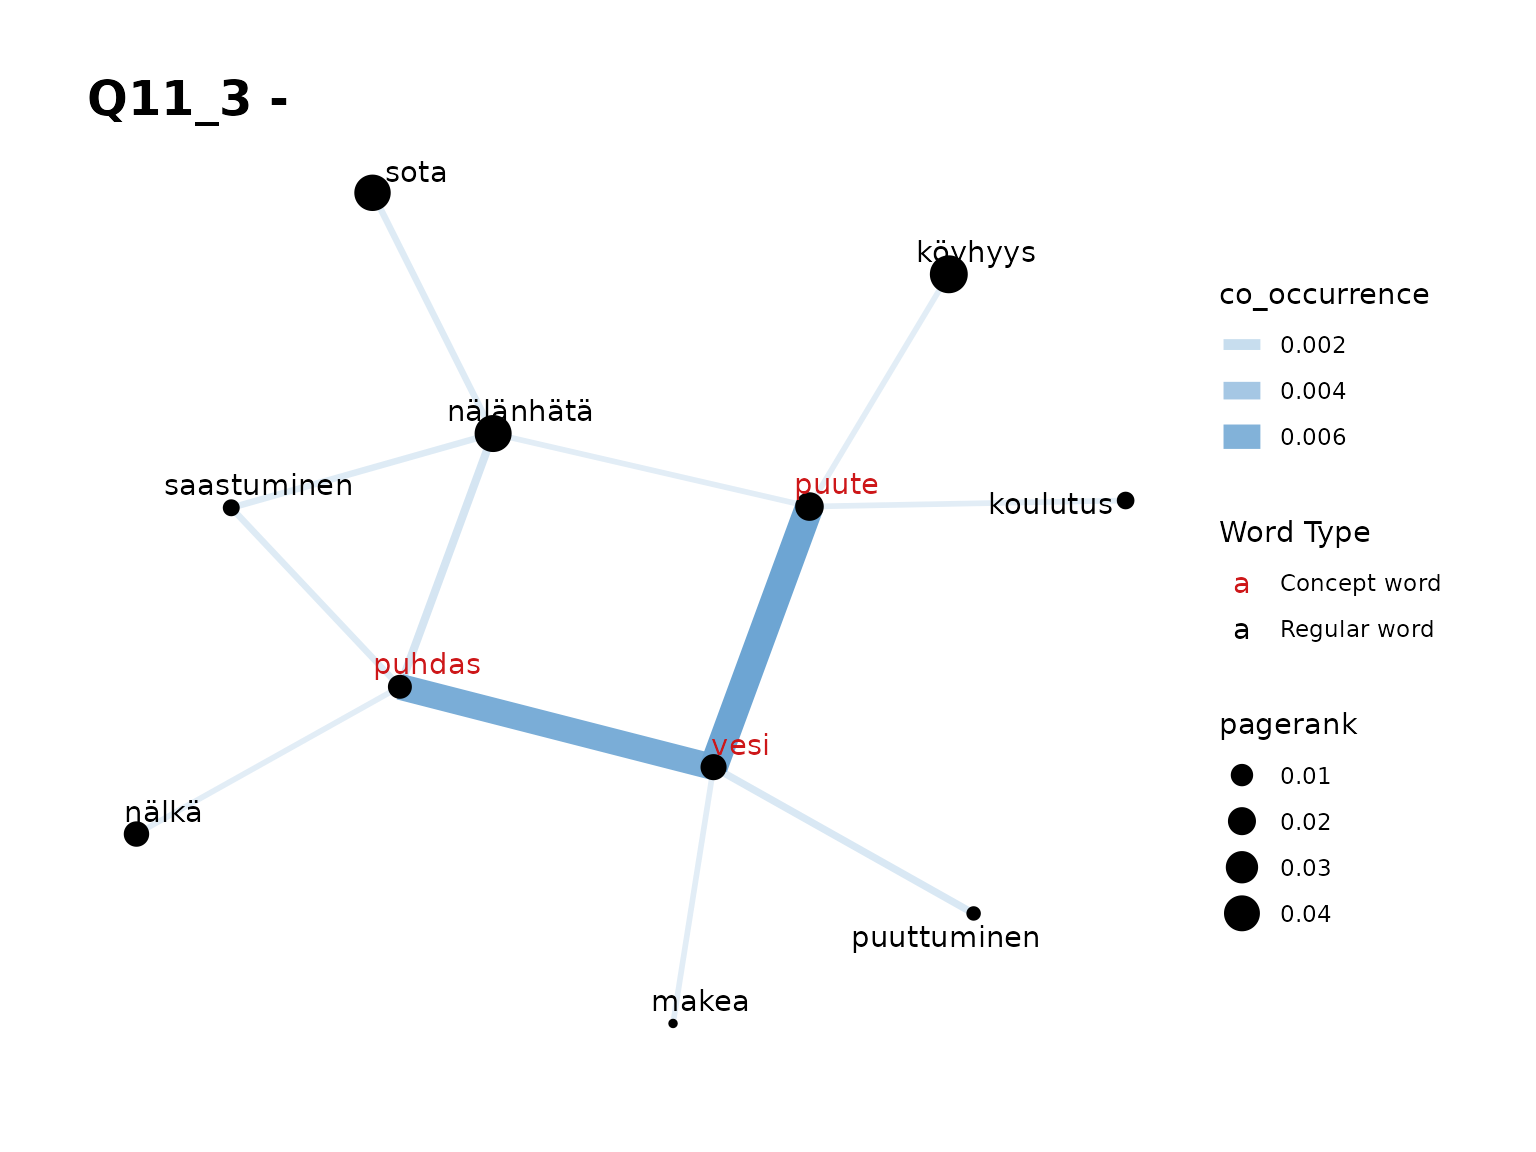 Q11_3 -
sota
köyhyys
nälänhätä
saastuminen
puute
koulutus
puhdas
vesi
nälkä
puuttuminen
makea
co_occurrence
0.002
0.004
0.006
Word Type
a Concept word
a Regular word
pagerank
0.01
0.02
0.03
0.04